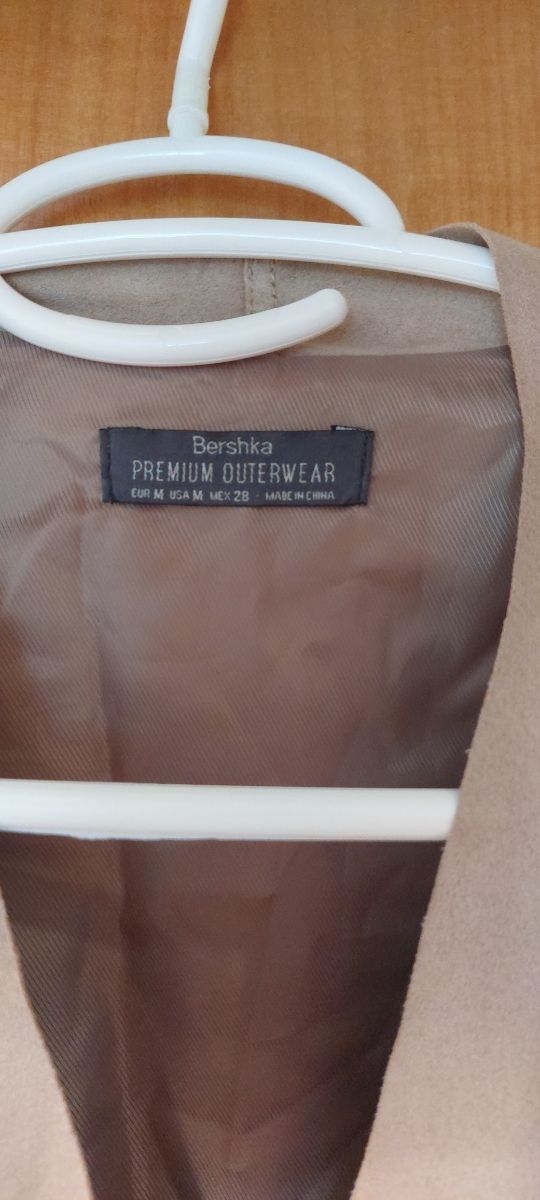 Bershka
PREMIUM OUTERWEAR
EUR M USA M MEX 28 - MADE IN CHINA